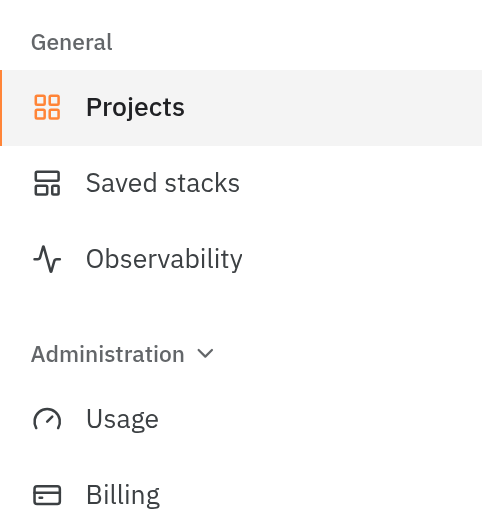 General
Projects
Saved stacks
Observability
Administration
Usage
Billing